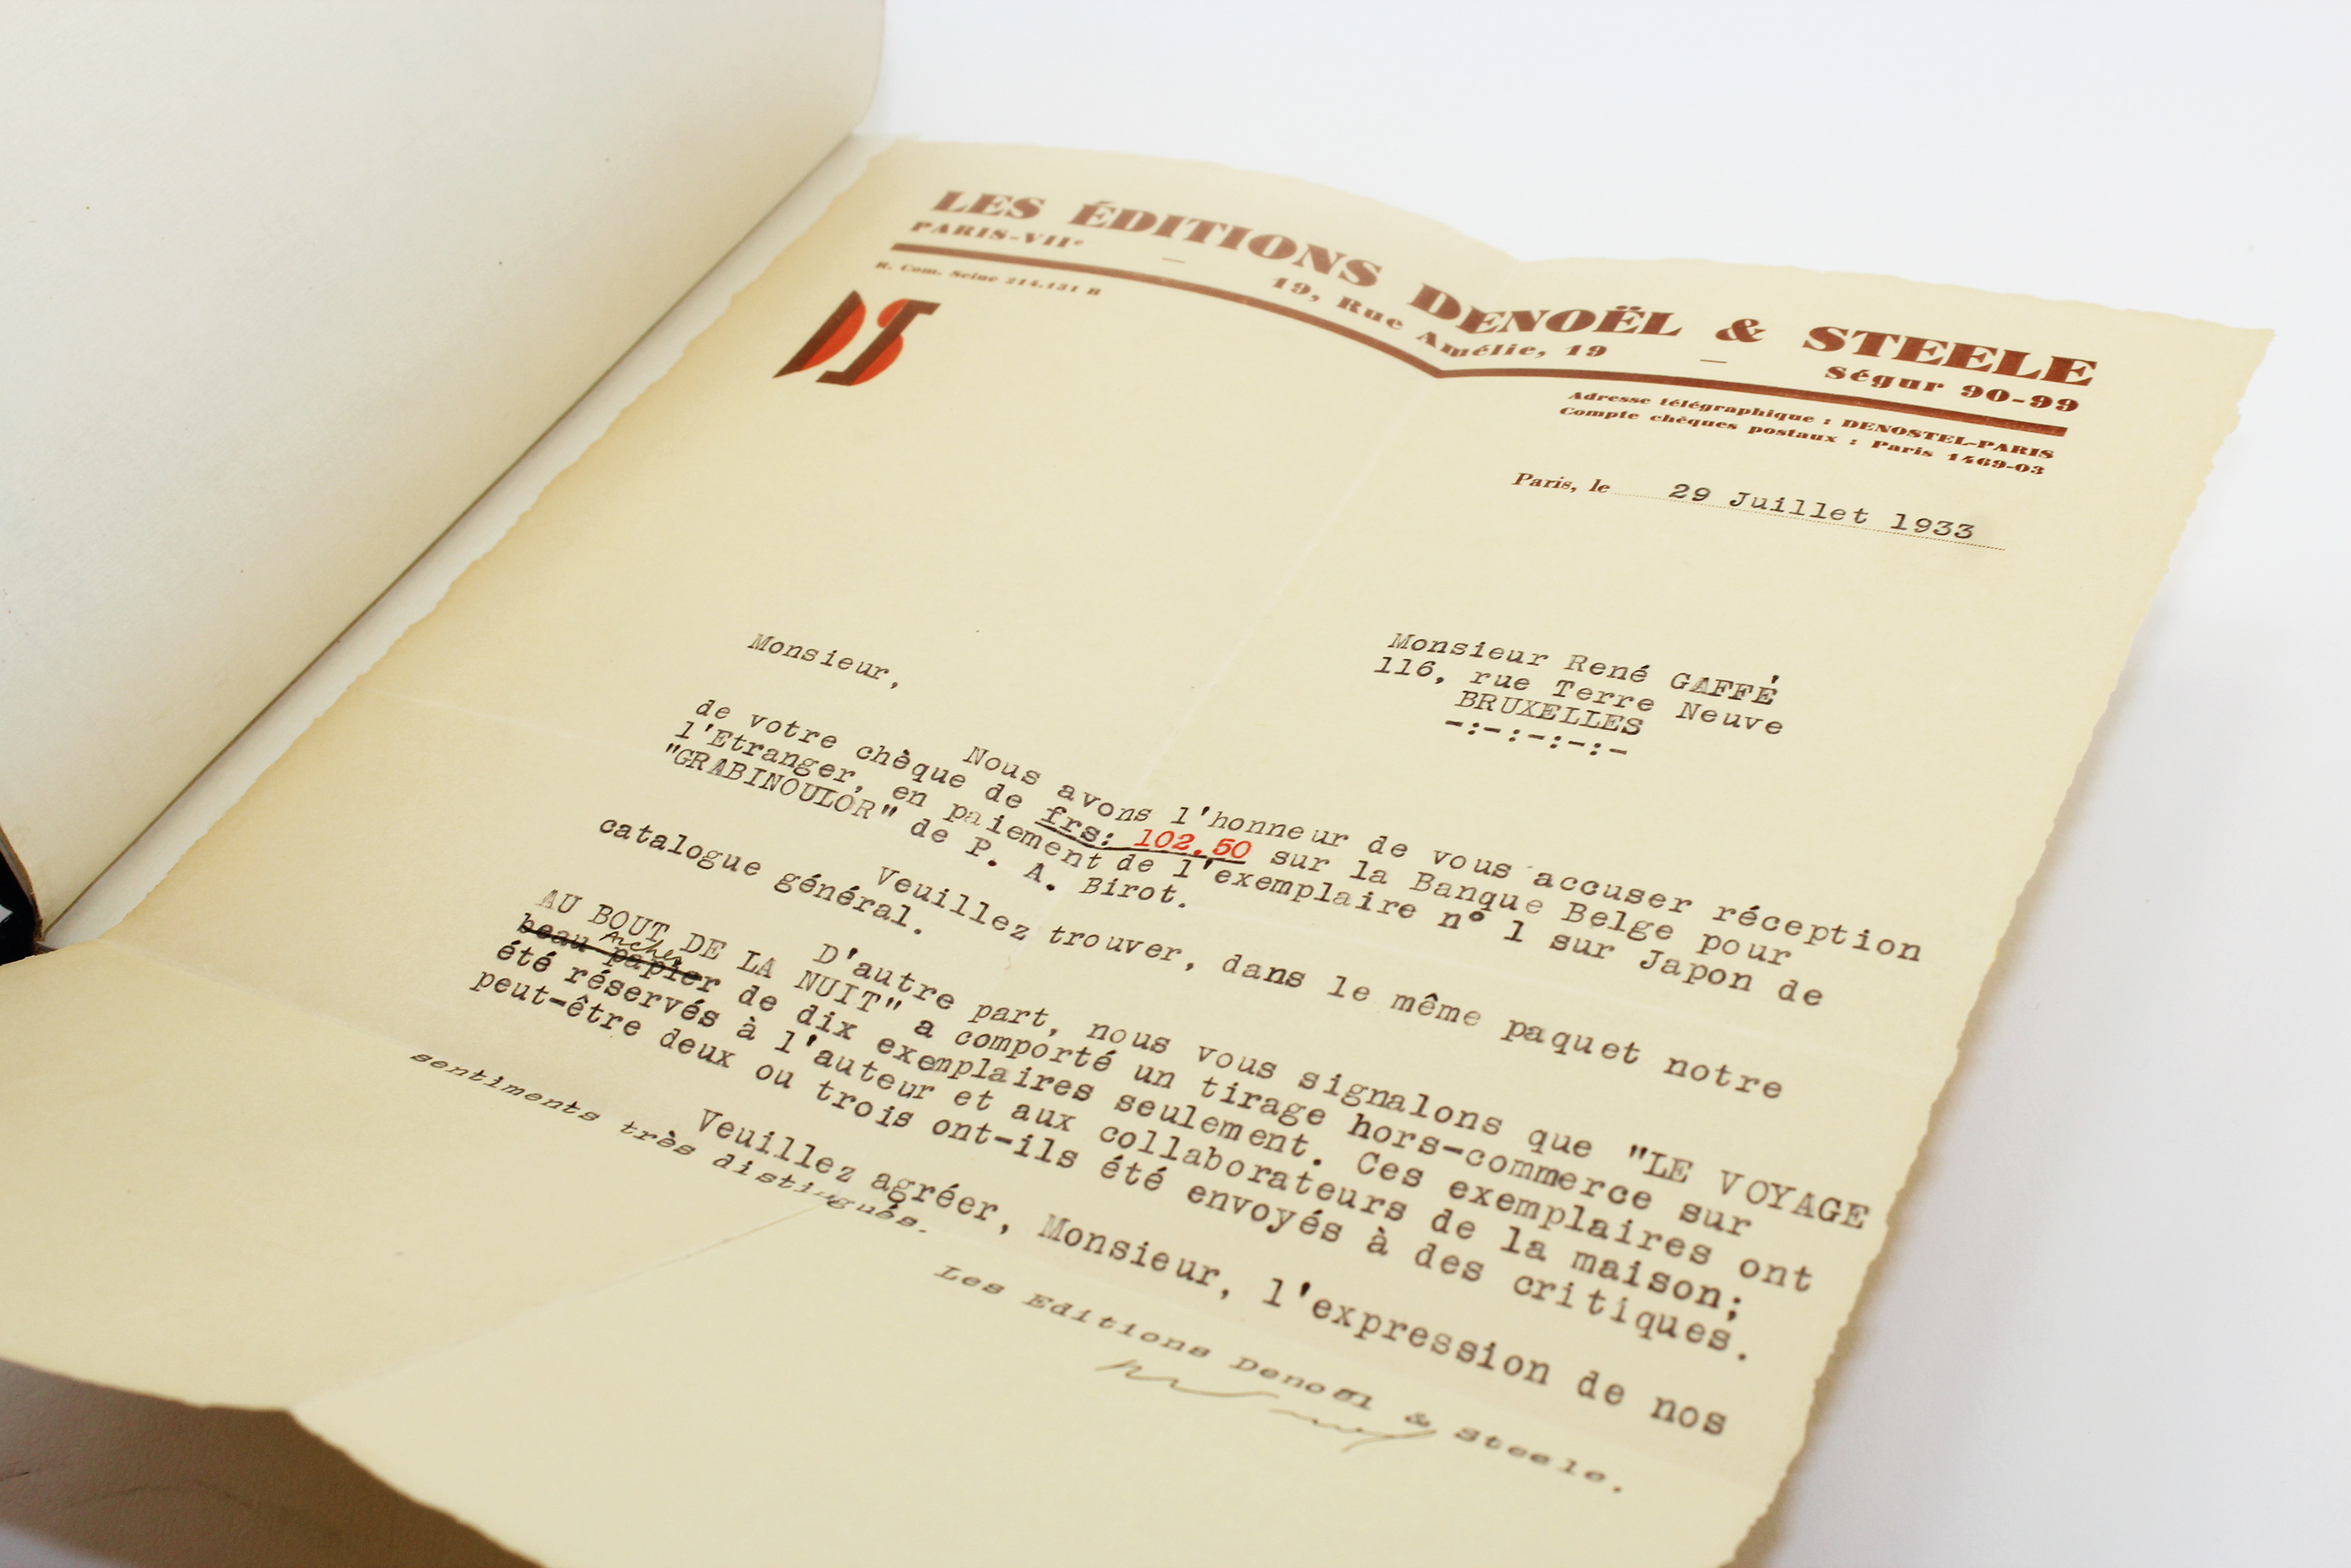 LES ÉDITIONS DENOËL & STEELE
PARIS-VIIe — 19, Rue Amélie, 19 — Ségur 90-99
R. Com. Seine 214.131 B
Adresse télégraphique : DENOSTEL-PARIS
Compte chèques postaux : Paris 1469-03
DS
Paris, le 29 Juillet 1933
Monsieur René GAFFÉ
116, rue Terre Neuve
BRUXELLES
-:-:-:-:-
Monsieur,
Nous avons l'honneur de vous accuser réception
de votre chèque de frs: 102.50 sur la Banque Belge pour
l'Etranger, en paiement de l'exemplaire n° 1 sur Japon de
"GRABINOULOR" de P. A. Birot.
Veuillez trouver, dans le même paquet notre
catalogue général.
D'autre part, nous vous signalons que "LE VOYAGE
AU BOUT DE LA NUIT" a comporté un tirage hors-commerce sur
Arches
beau papier de dix exemplaires seulement. Ces exemplaires ont
été réservés à l'auteur et aux collaborateurs de la maison;
peut-être deux ou trois ont-ils été envoyés à des critiques.
Veuillez agréer, Monsieur, l'expression de nos
sentiments très distingués.
Les Editions Denoël & Steele.